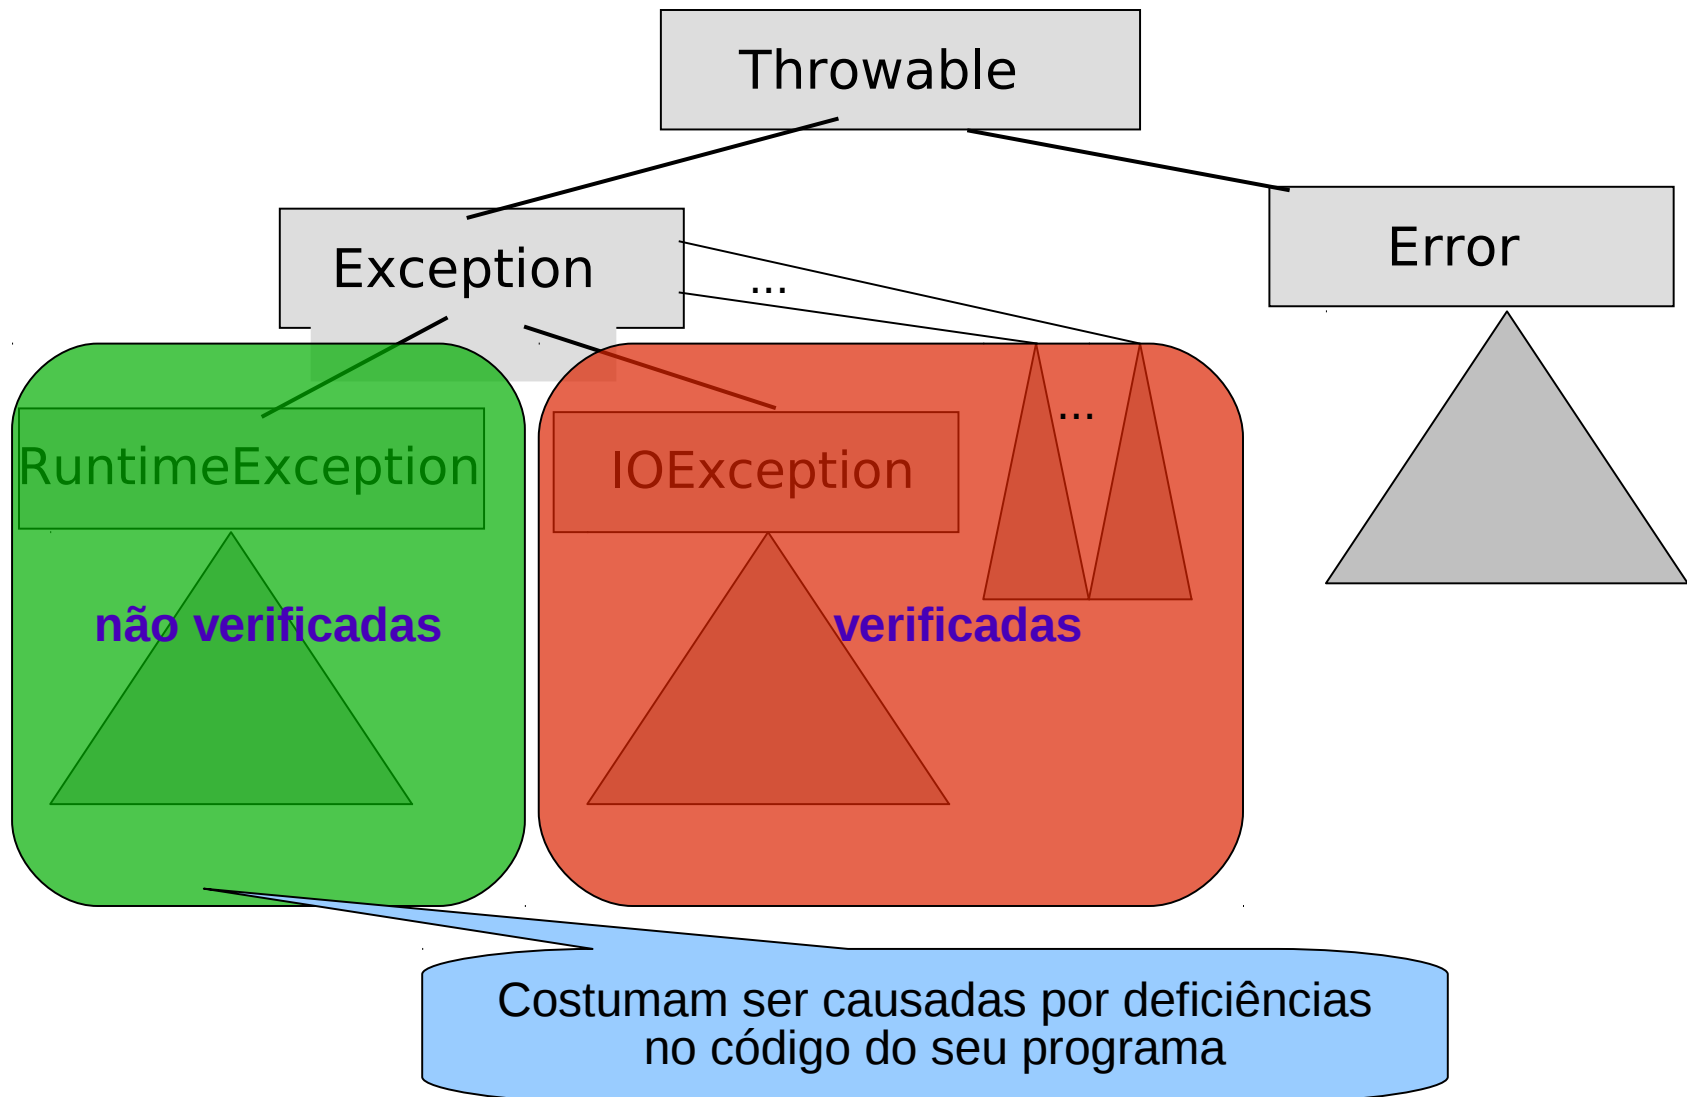 Throwable
Exception
...
Error
...
RuntimeException
IOException
não verificadas
verificadas
Costumam ser causadas por deficiências
no código do seu programa